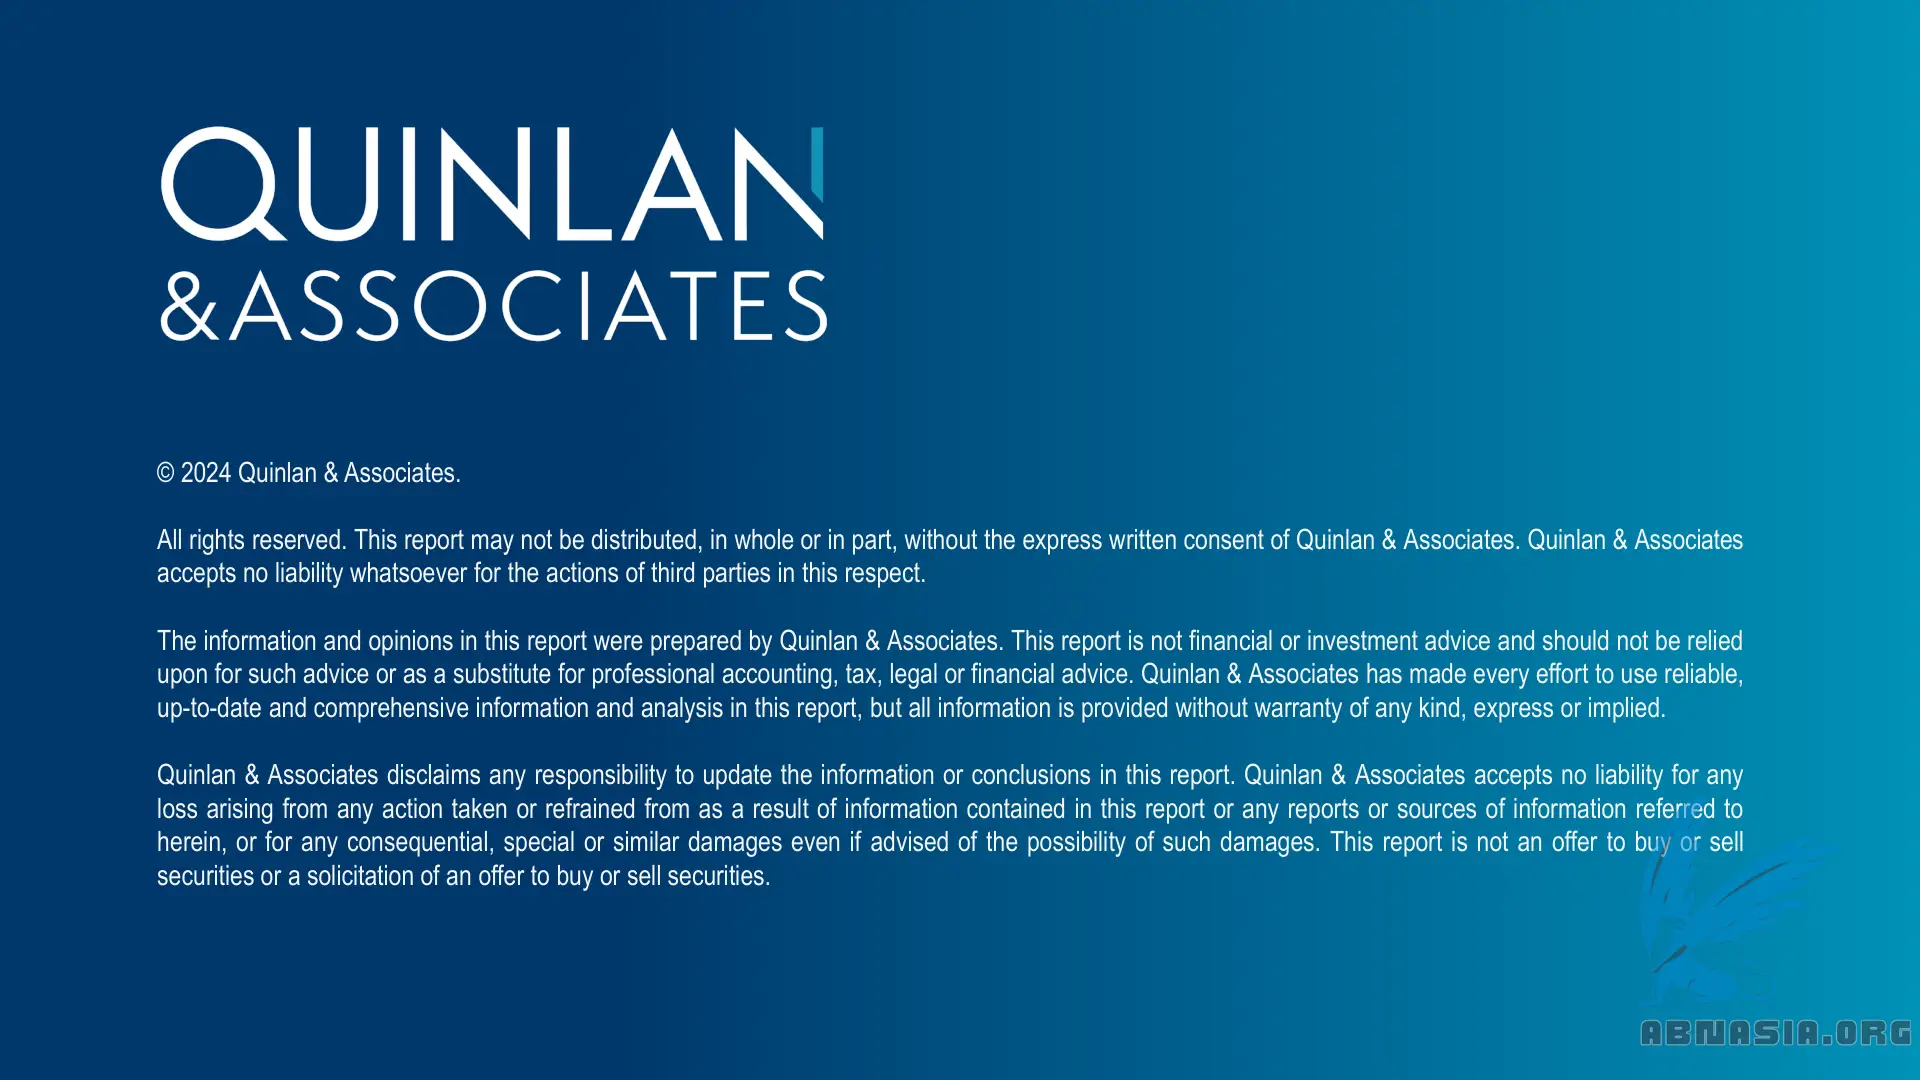 QUINLAN
&ASSOCIATES
© 2024 Quinlan & Associates.
All rights reserved. This report may not be distributed, in whole or in part, without the express written consent of Quinlan & Associates. Quinlan & Associates
accepts no liability whatsoever for the actions of third parties in this respect.
The information and opinions in this report were prepared by Quinlan & Associates. This report is not financial or investment advice and should not be relied
upon for such advice or as a substitute for professional accounting, tax, legal or financial advice. Quinlan & Associates has made every effort to use reliable,
up-to-date and comprehensive information and analysis in this report, but all information is provided without warranty of any kind, express or implied.
Quinlan & Associates disclaims any responsibility to update the information or conclusions in this report. Quinlan & Associates accepts no liability for any
loss arising from any action taken or refrained from as a result of information contained in this report or any reports or sources of information referred to
herein, or for any consequential, special or similar damages even if advised of the possibility of such damages. This report is not an offer to buy or sell
securities or a solicitation of an offer to buy or sell securities.
ABNASIA.ORG